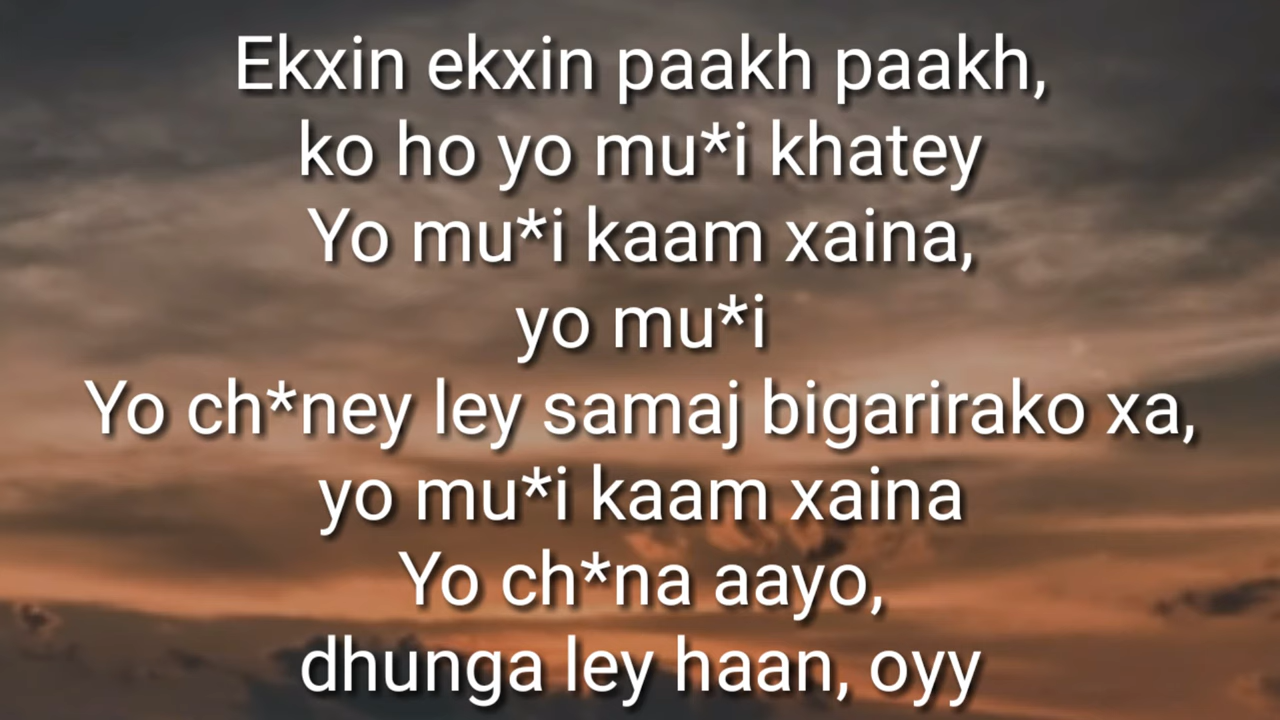 Ekxin ekxin paakh paakh,
ko ho yo mu*i khatey
Yo mu*i kaam xaina,
yo mu*i
Yo ch*ney ley samaj bigarirako xa,
yo mu*i kaam xaina
Yo ch*na aayo,
dhunga ley haan, oyy